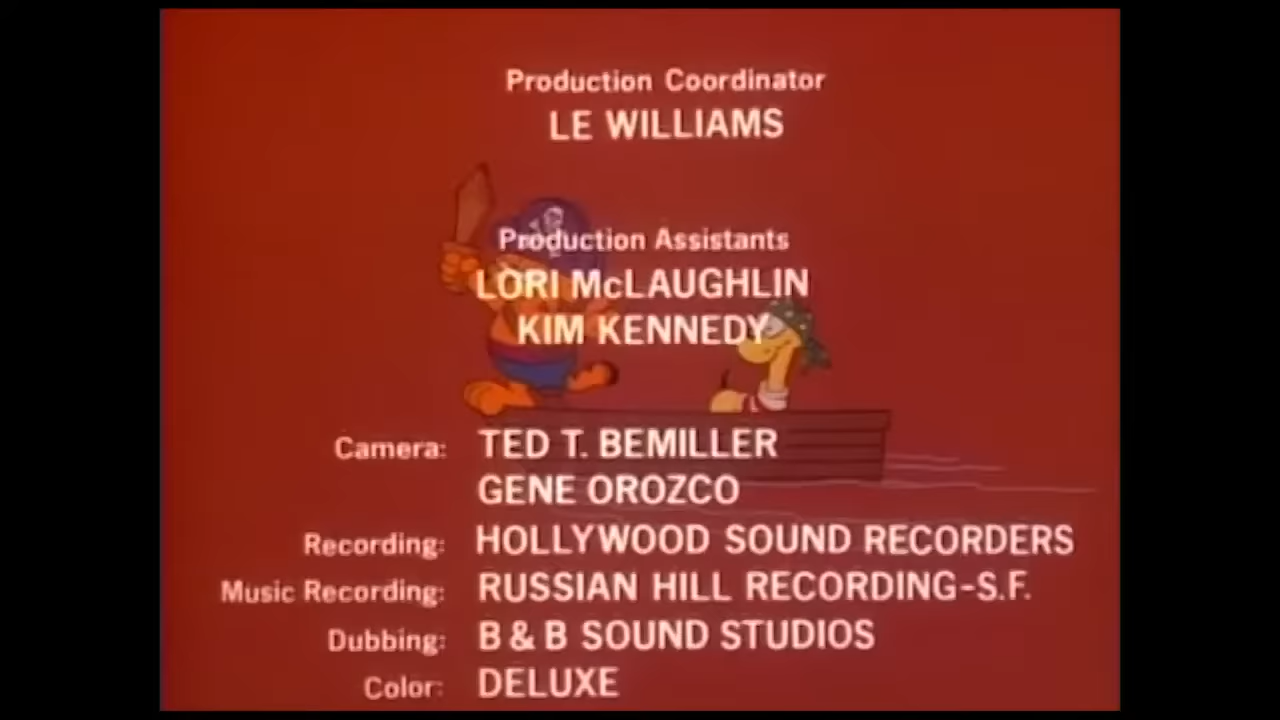 Production Coordinator
LE WILLIAMS
Production Assistants
LORI McLAUGHLIN
KIM KENNEDY
Camera: TED T. BEMILLER
GENE OROZCO
Recording: HOLLYWOOD SOUND RECORDERS
Music Recording: RUSSIAN HILL RECORDING-S.F.
Dubbing: B & B SOUND STUDIOS
Color: DELUXE